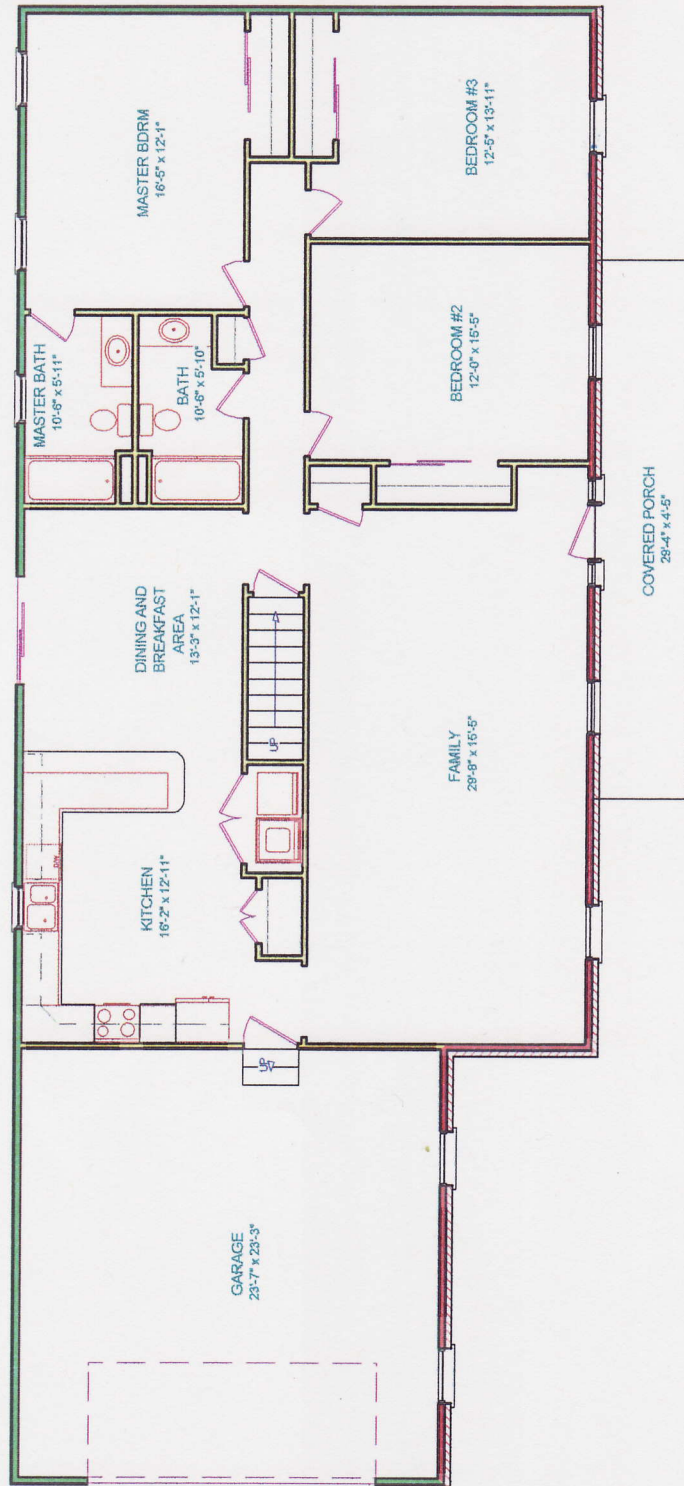 MASTER BDRM
16'-5" x 12'-1"
BEDROOM #3
12'-5" x 13'-11"
MASTER BATH
10'-6" x 5'-11"
BATH
10'-6" x 5'-10"
BEDROOM #2
12'-0" x 15'-5"
COVERED PORCH
29'-4" x 4'-5"
DINING AND
BREAKFAST
AREA
13'-3" x 12'-1"
UP
FAMILY
29'-8" x 15'-5"
KITCHEN
16'-2" x 12'-11"
UP
GARAGE
23'-7" x 23'-3"